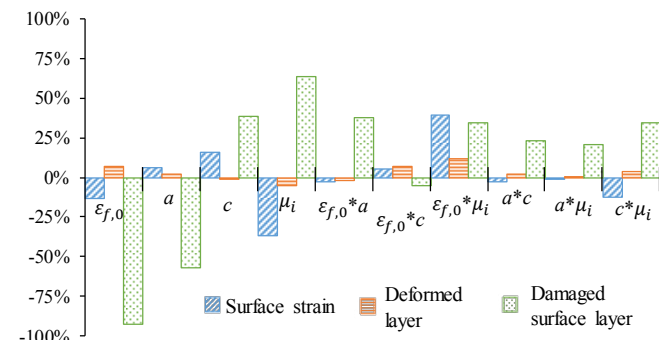 100%
75%
50%
25%
0%
-25%
-50%
-75%
-100%
εf,0
a
c
μi
εf,0*a
εf,0*c
εf,0*μi
a*c
a*μi
c*μi
Surface strain
Deformed
layer
Damaged
surface layer